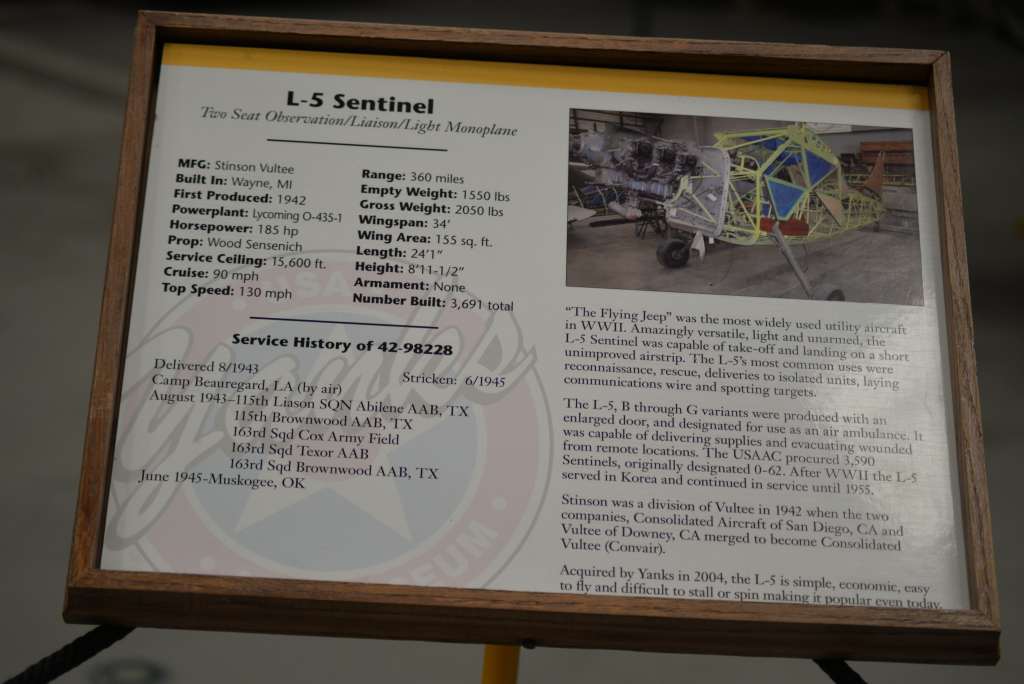 L-5 Sentinel
Two Seat Observation/Liaison/Light Monoplane
MFG: Stinson Vultee
Built In: Wayne, MI
First Produced: 1942
Powerplant: Lycoming O-435-1
Horsepower: 185 hp
Prop: Wood Sensenich
Service Ceiling: 15,600 ft.
Cruise: 90 mph
Top Speed: 130 mph
Range: 360 miles
Empty Weight: 1550 lbs
Gross Weight: 2050 lbs
Wingspan: 34'
Wing Area: 155 sq. ft.
Length: 24'1"
Height: 8'11-1/2"
Armament: None
Number Built: 3,691 total
Service History of 42-98228
Delivered 8/1943
Stricken: 6/1945
Camp Beauregard, LA (by air)
August 1943–115th Liason SQN Abilene AAB, TX
115th Brownwood AAB, TX
163rd Sqd Cox Army Field
163rd Sqd Texor AAB
163rd Sqd Brownwood AAB, TX
June 1945-Muskogee, OK
"The Flying Jeep" was the most widely used utility aircraft
in WWII. Amazingly versatile, light and unarmed, the
L-5 Sentinel was capable of take-off and landing on a short
unimproved airstrip. The L-5's most common uses were
reconnaissance, rescue, deliveries to isolated units, laying
communications wire and spotting targets.
The L-5, B through G variants were produced with an
enlarged door, and designated for use as an air ambulance. It
was capable of delivering supplies and evacuating wounded
from remote locations. The USAAC procured 3,590
Sentinels, originally designated 0-62. After WWII the L-5
served in Korea and continued in service until 1955.
Stinson was a division of Vultee in 1942 when the two
companies, Consolidated Aircraft of San Diego, CA and
Vultee of Downey, CA merged to become Consolidated
Vultee (Convair).
Acquired by Yanks in 2004, the L-5 is simple, economic, easy
to fly and difficult to stall or spin making it popular even today.
Yanks